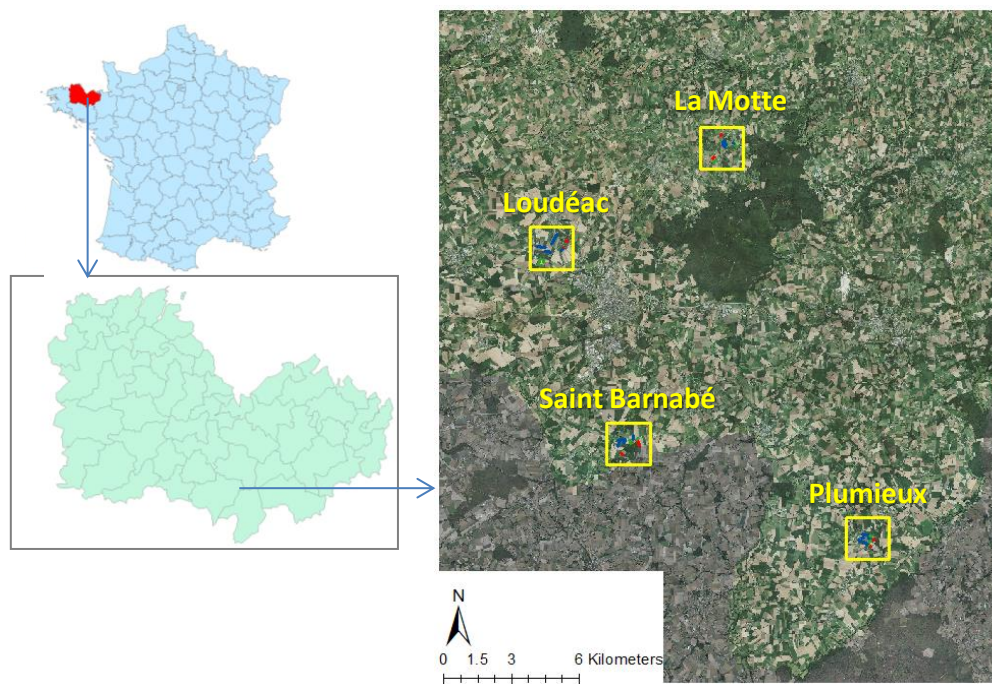 La Motte
Loudéac
Saint Barnabé
Plumieux
N
0 1.5 3 6 Kilometers